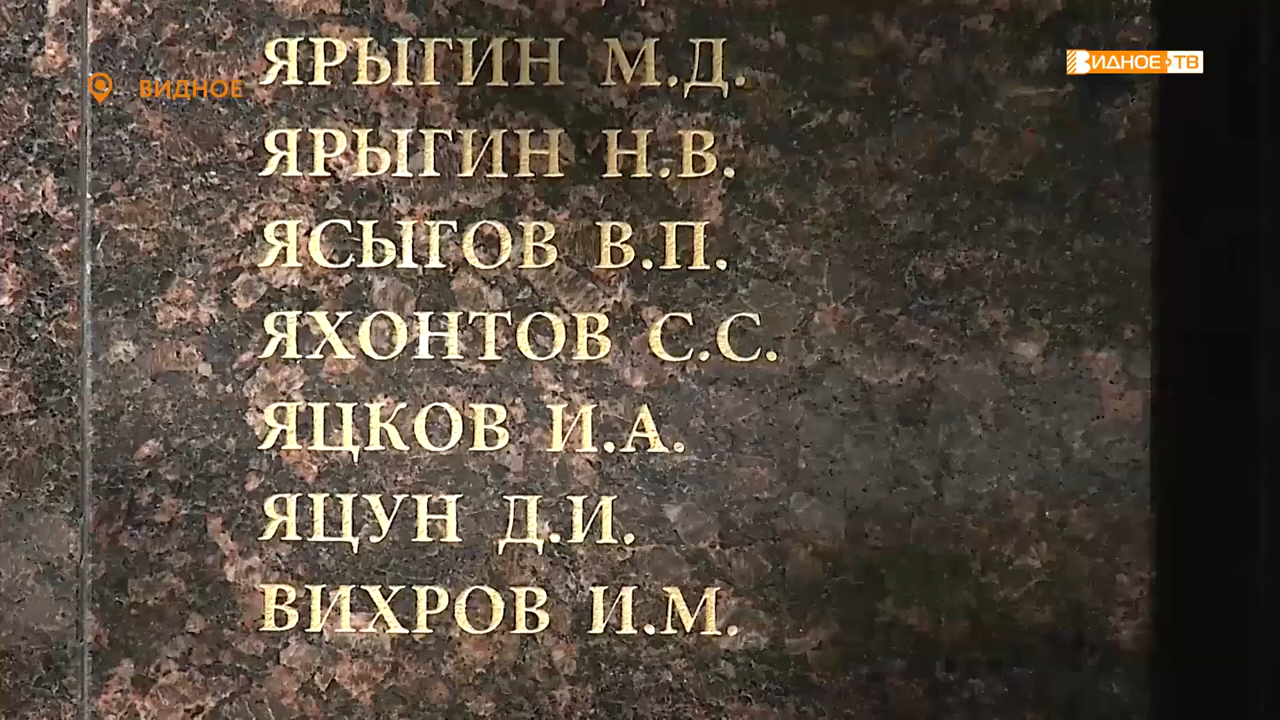 ЯРЫГИН М.Д.
ВИДНОЕ
ВИДНОЕ ТВ
ЯРЫГИН Н.В.
ЯСЫГОВ В.П.
ЯХОНТОВ С.С.
ЯЦКОВ И.А.
ЯЦУН Д.И.
ВИХРОВ И.М.